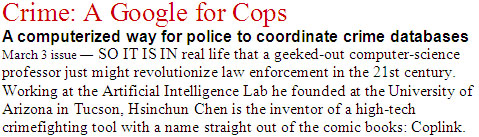 Crime: A Google for Cops
A computerized way for police to coordinate crime databases
March 3 issue — SO IT IS IN real life that a geeked-out computer-science
professor just might revolutionize law enforcement in the 21st century.
Working at the Artificial Intelligence Lab he founded at the University of
Arizona in Tucson, Hsinchun Chen is the inventor of a high-tech
crimefighting tool with a name straight out of the comic books: Coplink.